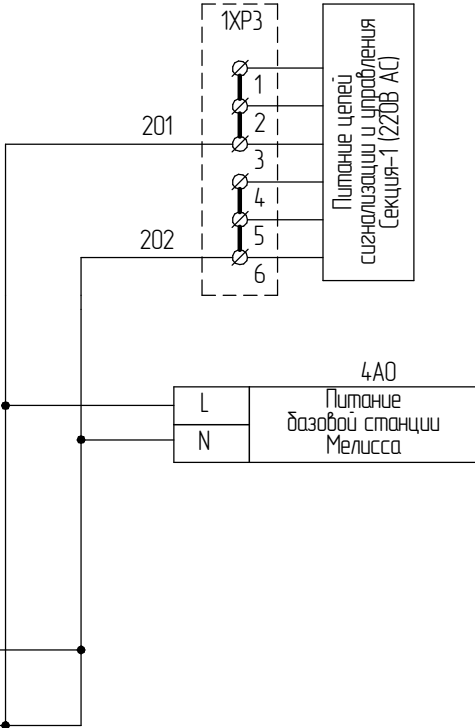 1ХР3
1
2
3
4
5
6
201
202
Питание цепей
сигнализации и управления
Секция-1 (220В АС)
4А0
L
N
Питание
базовой станции
Мелисса